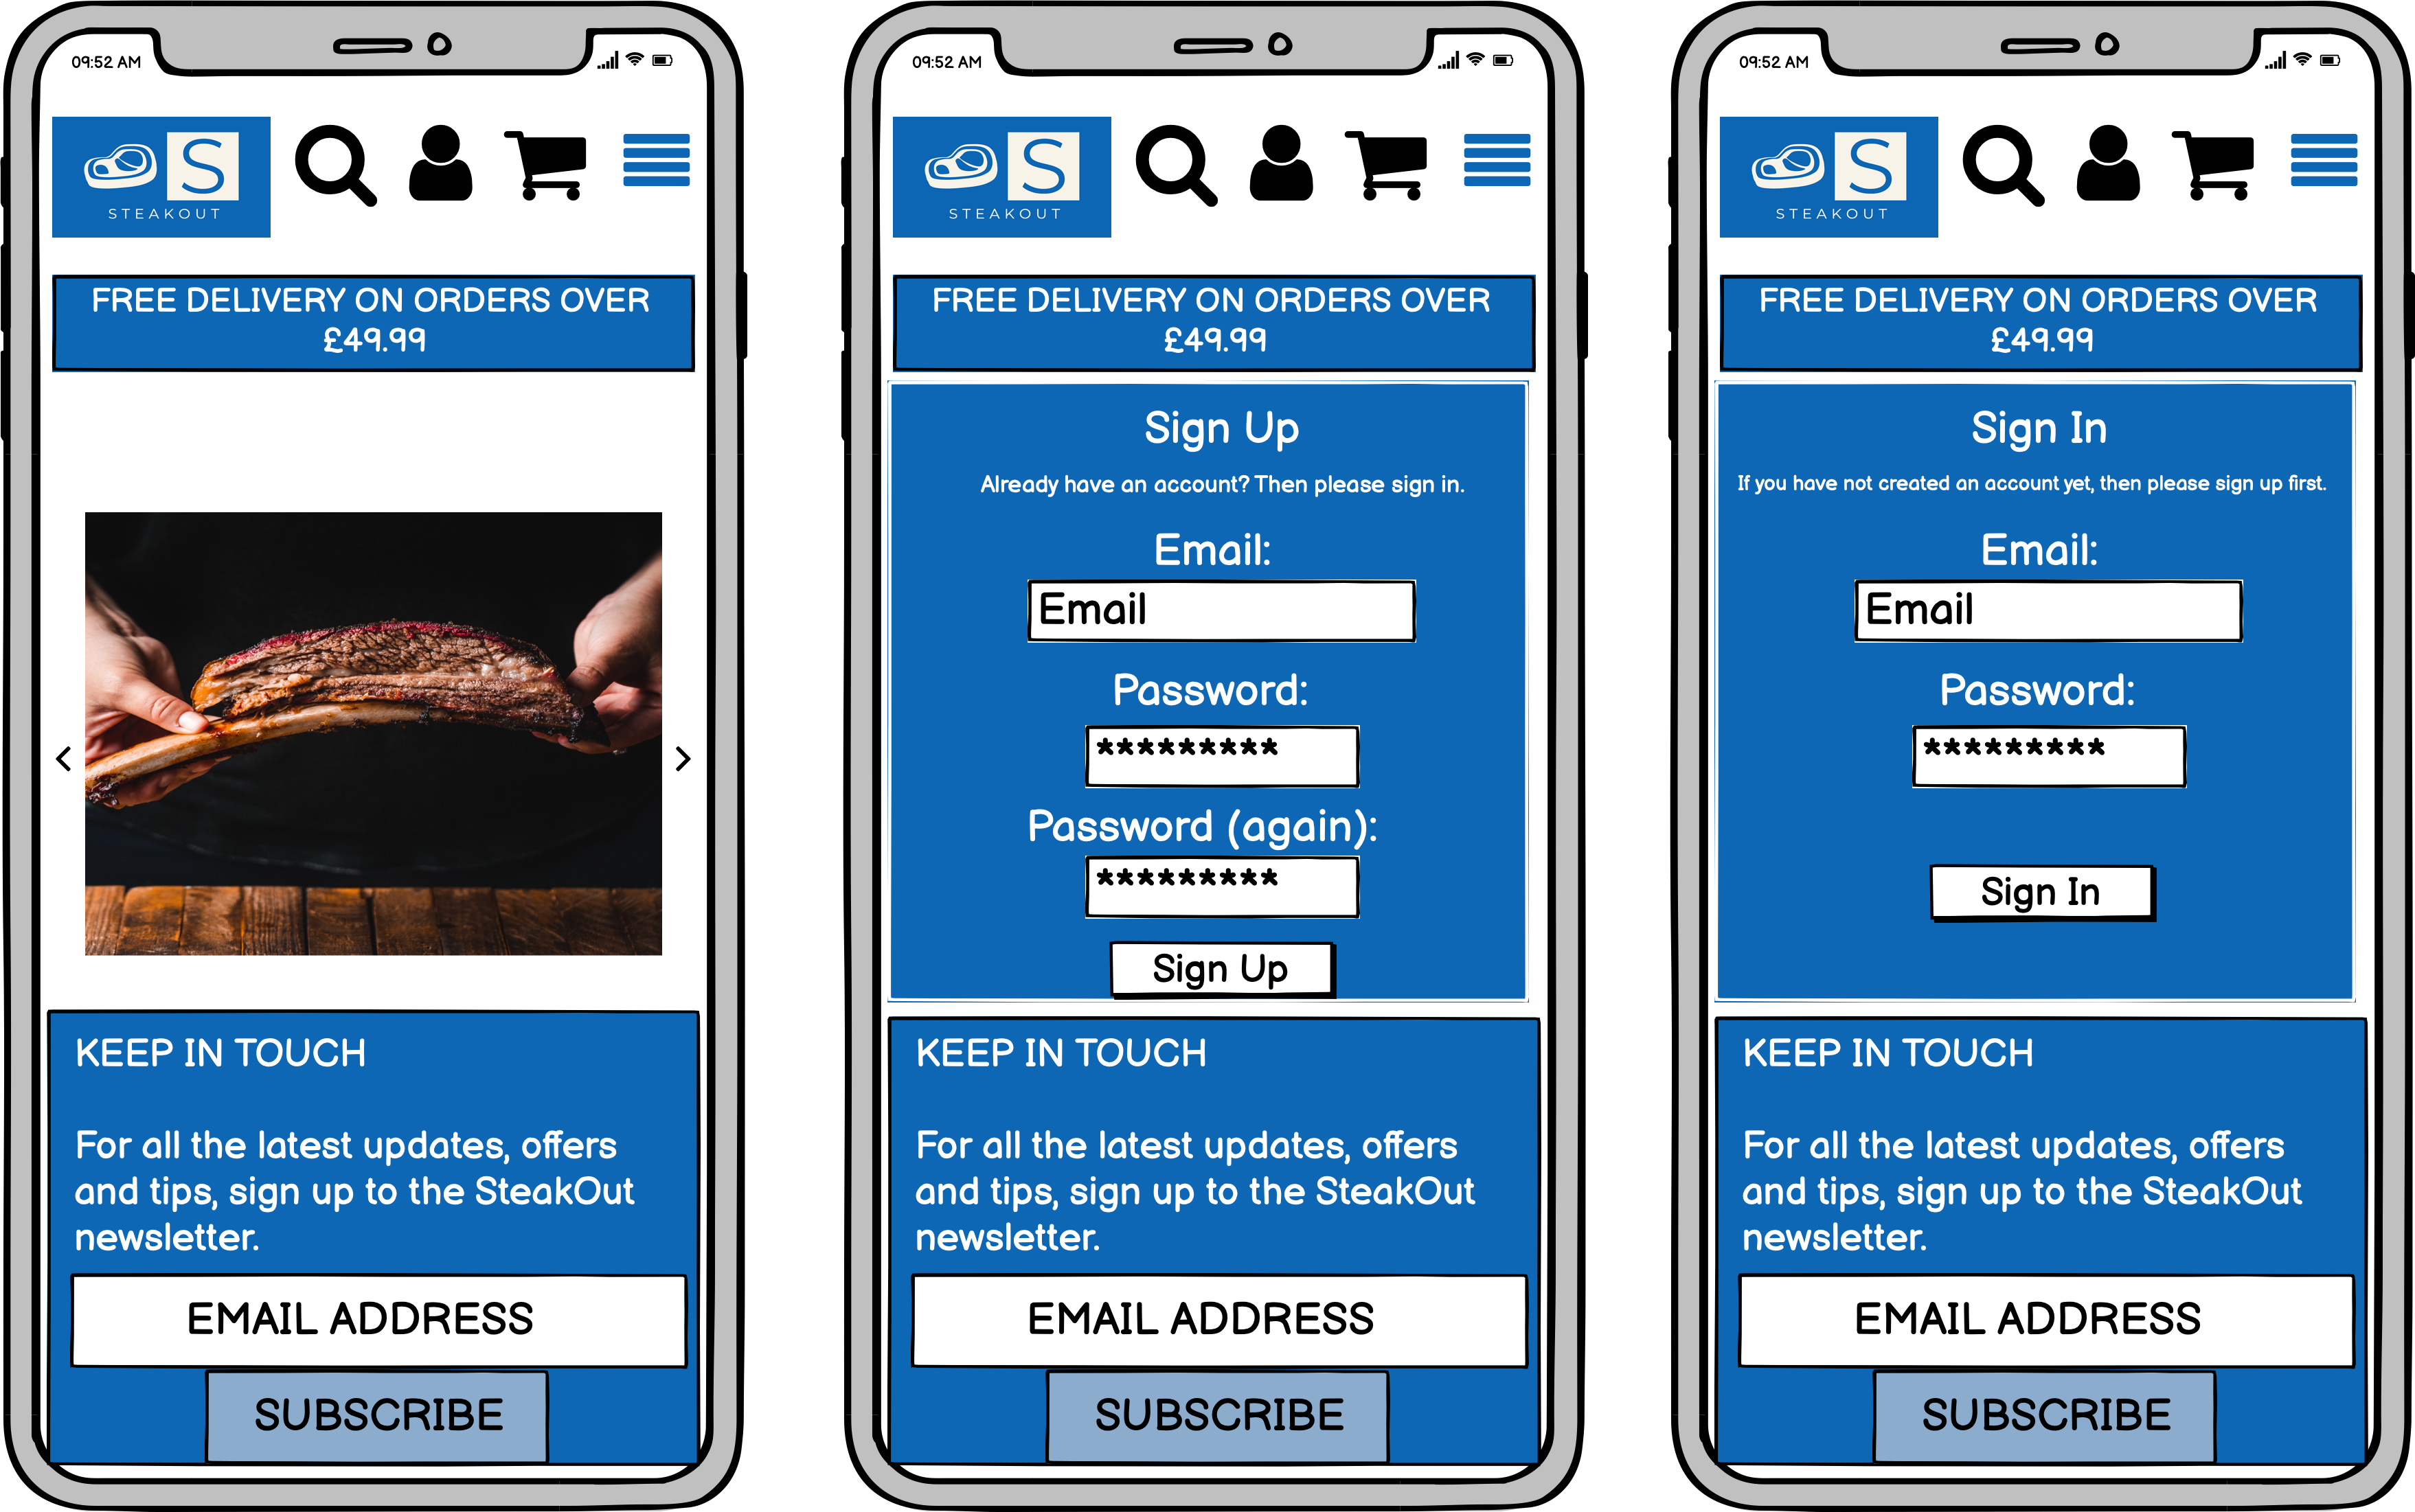 09:52 AM
S
STEAKOUT
FREE DELIVERY ON ORDERS OVER
£49.99
KEEP IN TOUCH
For all the latest updates, offers
and tips, sign up to the SteakOut
newsletter.
EMAIL ADDRESS
SUBSCRIBE
09:52 AM
S
STEAKOUT
FREE DELIVERY ON ORDERS OVER
£49.99
Sign Up
Already have an account? Then please sign in.
Email:
Email
Password:
*********
Password (again):
*********
Sign Up
KEEP IN TOUCH
For all the latest updates, offers
and tips, sign up to the SteakOut
newsletter.
EMAIL ADDRESS
SUBSCRIBE
09:52 AM
S
STEAKOUT
FREE DELIVERY ON ORDERS OVER
£49.99
Sign In
If you have not created an account yet, then please sign up first.
Email:
Email
Password:
*********
Sign In
KEEP IN TOUCH
For all the latest updates, offers
and tips, sign up to the SteakOut
newsletter.
EMAIL ADDRESS
SUBSCRIBE